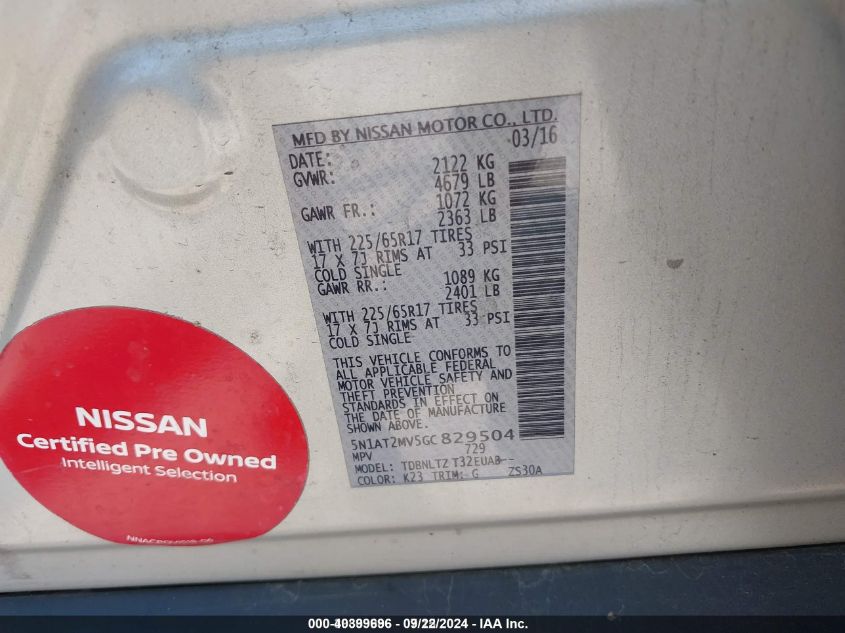 MFD BY NISSAN MOTOR CO., LTD.
DATE: 03/16
GVWR: 2122 KG
4679 LB
GAWR FR.: 1072 KG
2363 LB
WITH 225/65R17 TIRES
17 X 7J RIMS AT 33 PSI
COLD SINGLE
GAWR RR.: 1089 KG
2401 LB
WITH 225/65R17 TIRES
17 X 7J RIMS AT 33 PSI
COLD SINGLE
THIS VEHICLE CONFORMS TO
ALL APPLICABLE FEDERAL
MOTOR VEHICLE SAFETY AND
THEFT PREVENTION
STANDARDS IN EFFECT ON
THE DATE OF MANUFACTURE
SHOWN ABOVE.
5N1AT2MV5GC829504
MPV 729
MODEL: TDBNLTZ T32EUAB--
COLOR: K23 TRIM: G ZS30A
NISSAN
Certified Pre Owned
Intelligent Selection
09/22/2024 - IAA Inc.